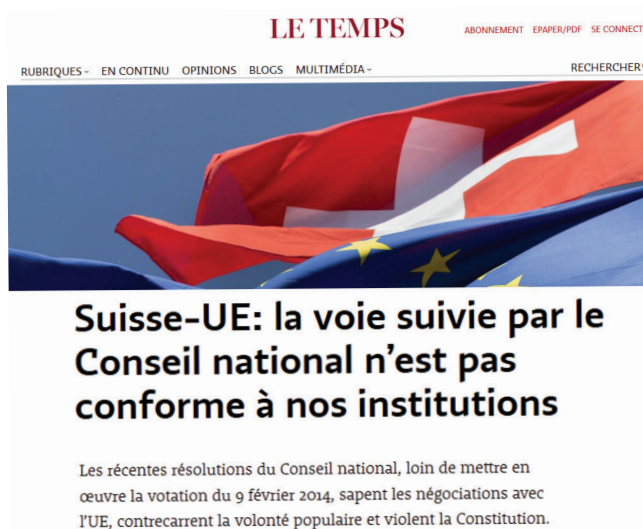 LE TEMPS
ABONNEMENT EPAPER/PDF SE CONNECT
RUBRIQUES EN CONTINU OPINIONS BLOGS MULTIMÉDIA RECHERCHER
Suisse-UE: la voie suivie par le
Conseil national n'est pas
conforme à nos institutions
Les récentes résolutions du Conseil national, loin de mettre en
œuvre la votation du 9 février 2014, sapent les négociations avec
l'UE, contrecarrent la volonté populaire et violent la Constitution.